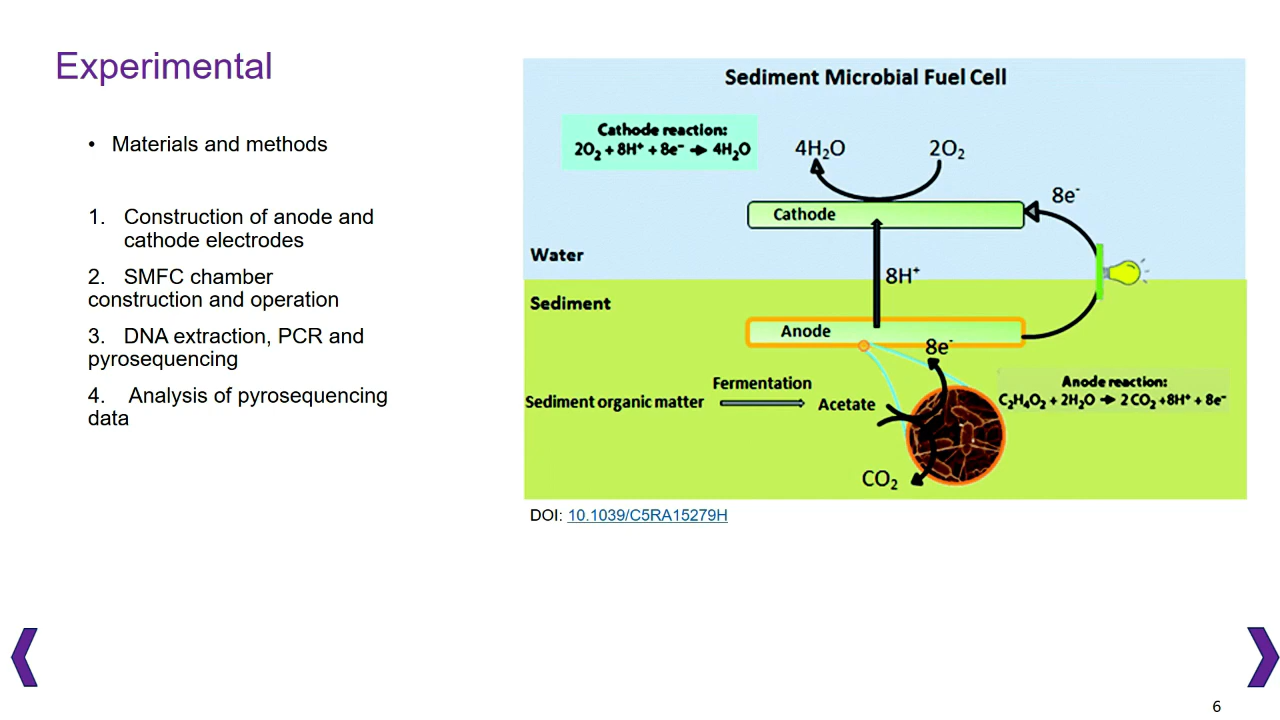 Experimental
• Materials and methods
1. Construction of anode and
cathode electrodes
2. SMFC chamber
construction and operation
3. DNA extraction, PCR and
pyrosequencing
4. Analysis of pyrosequencing
data
Sediment Microbial Fuel Cell
Cathode reaction:
2O₂ + 8H⁺ + 8e⁻ → 4H₂O
4H₂O
2O₂
8e⁻
Cathode
Water
8H⁺
Sediment
Anode
8e⁻
Fermentation
Sediment organic matter
Acetate
Anode reaction:
C₂H₄O₂ + 2H₂O → 2 CO₂ +8H⁺ + 8e⁻
CO₂
DOI: 10.1039/C5RA15279H
6